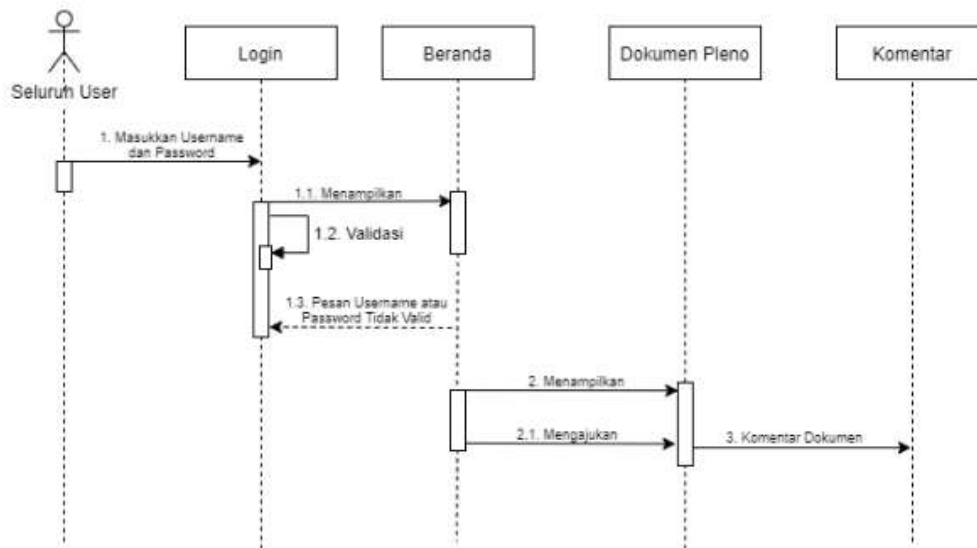 Login
Beranda
Dokumen Pleno
Komentar
Seluruh User
1. Masukkan Username
dan Password
1.1. Menampilkan
1.2. Validasi
1.3. Pesan Username atau
Password Tidak Valid
2. Menampilkan
2.1. Mengajukan
3. Komentar Dokumen